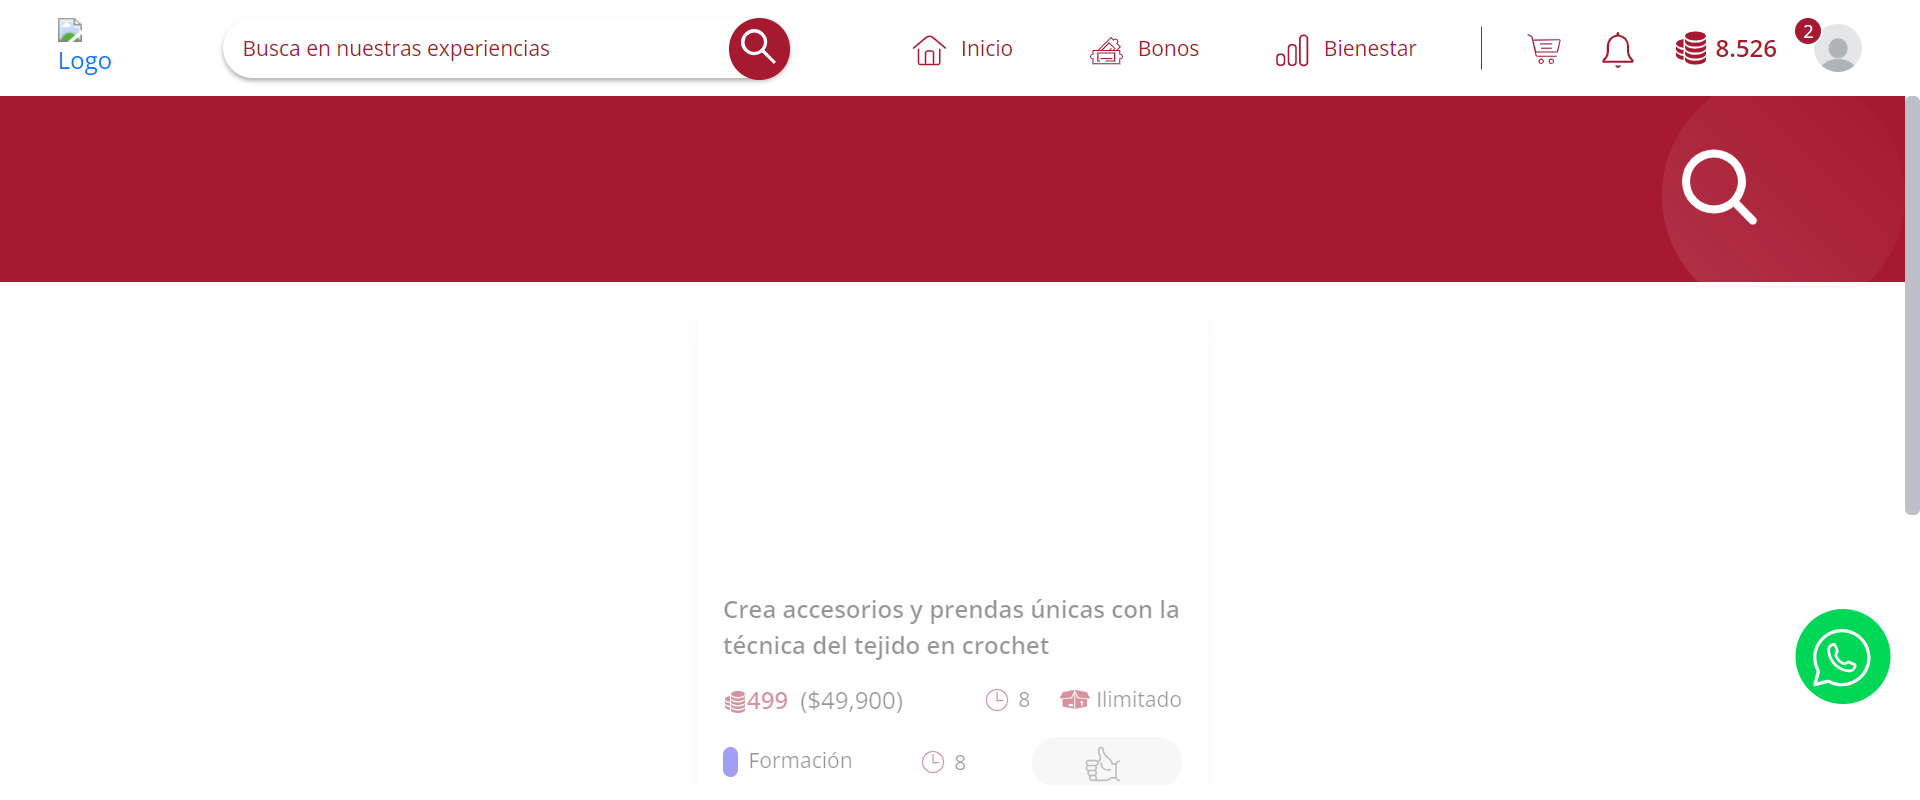 Logo
Busca en nuestras experiencias
Inicio
Bonos
Bienestar
8.526
2
Crea accesorios y prendas únicas con la
técnica del tejido en crochet
499 ($49,900)
8
Ilimitado
Formación
8